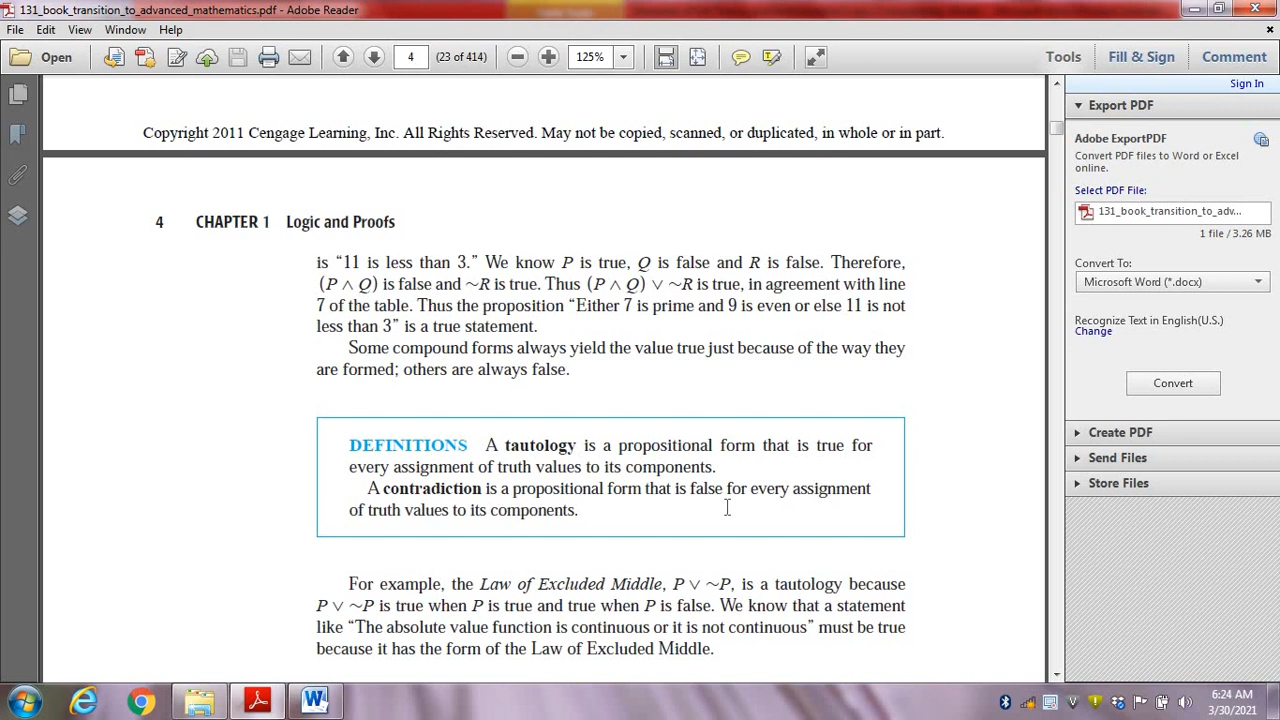 131_book_transition_to_advanced_mathematics.pdf - Adobe Reader
File Edit View Window Help
Open 4 (23 of 414) 125% Tools Fill & Sign Comment
Sign In
Copyright 2011 Cengage Learning, Inc. All Rights Reserved. May not be copied, scanned, or duplicated, in whole or in part.
4 CHAPTER 1 Logic and Proofs
is “11 is less than 3.” We know P is true, Q is false and R is false. Therefore,
(P ∧ Q) is false and ~R is true. Thus (P ∧ Q) ∨ ~R is true, in agreement with line
7 of the table. Thus the proposition “Either 7 is prime and 9 is even or else 11 is not
less than 3” is a true statement.
Some compound forms always yield the value true just because of the way they
are formed; others are always false.
DEFINITIONS A tautology is a propositional form that is true for
every assignment of truth values to its components.
A contradiction is a propositional form that is false for every assignment
of truth values to its components.
For example, the Law of Excluded Middle, P ∨ ~P, is a tautology because
P ∨ ~P is true when P is true and true when P is false. We know that a statement
like “The absolute value function is continuous or it is not continuous” must be true
because it has the form of the Law of Excluded Middle.
Export PDF
Adobe ExportPDF
Convert PDF files to Word or Excel
online.
Select PDF File:
131_book_transition_to_adv...
1 file / 3.26 MB
Convert To:
Microsoft Word (*.docx)
Recognize Text in English(U.S.)
Change
Convert
Create PDF
Send Files
Store Files
6:24 AM
3/30/2021